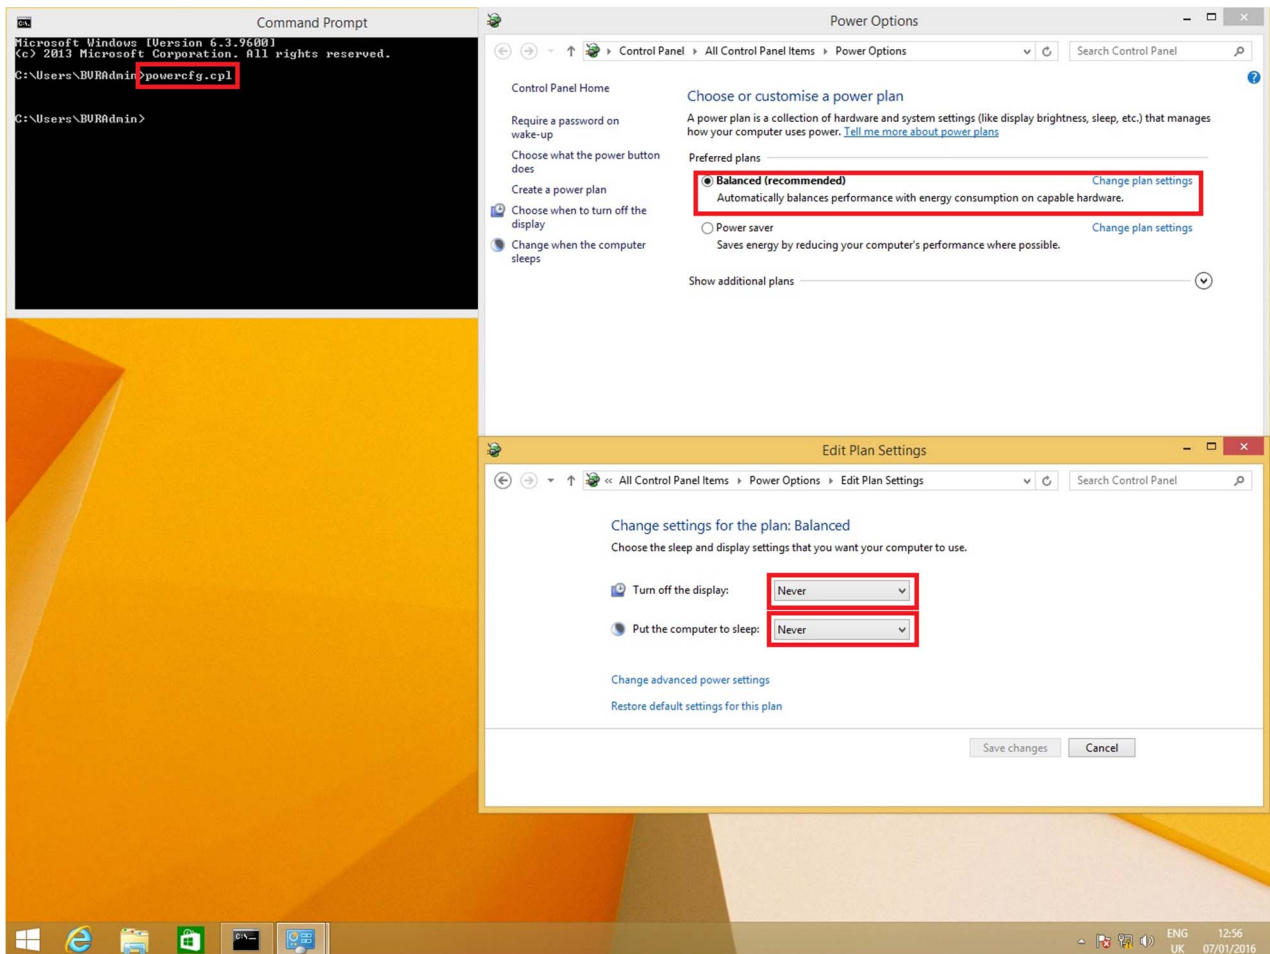 Command Prompt
Microsoft Windows [Version 6.3.9600]
(c) 2013 Microsoft Corporation. All rights reserved.
C:\Users\BVRAdmin>powercfg.cpl
C:\Users\BVRAdmin>
Power Options
Control Panel
All Control Panel Items
Power Options
Search Control Panel
Control Panel Home
Require a password on
wake-up
Choose what the power button
does
Create a power plan
Choose when to turn off the
display
Change when the computer
sleeps
Choose or customise a power plan
A power plan is a collection of hardware and system settings (like display brightness, sleep, etc.) that manages
how your computer uses power. Tell me more about power plans
Preferred plans
Balanced (recommended)
Change plan settings
Automatically balances performance with energy consumption on capable hardware.
Power saver
Change plan settings
Saves energy by reducing your computer's performance where possible.
Show additional plans
Edit Plan Settings
« All Control Panel Items
Power Options
Edit Plan Settings
Search Control Panel
Change settings for the plan: Balanced
Choose the sleep and display settings that you want your computer to use.
Turn off the display:
Never
Put the computer to sleep:
Never
Change advanced power settings
Restore default settings for this plan
Save changes
Cancel
ENG
UK
12:56
07/01/2016